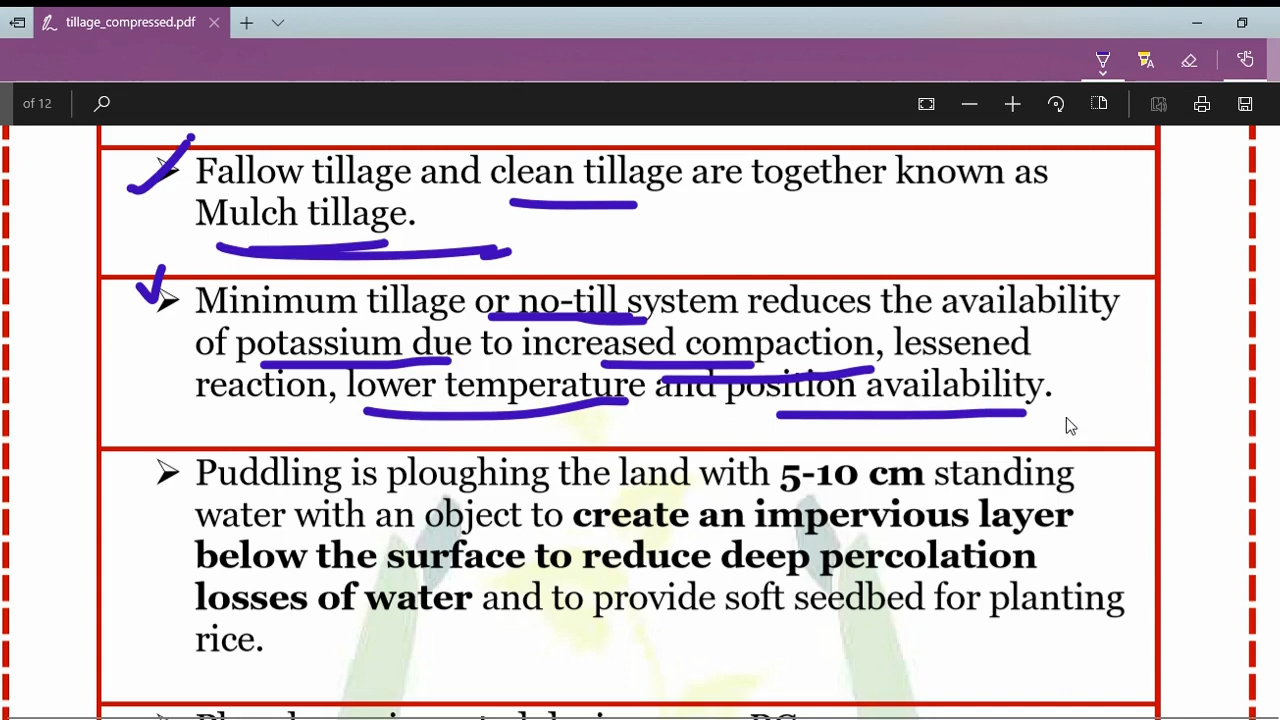 tillage_compressed.pdf
of 12
Fallow tillage and clean tillage are together known as
Mulch tillage.
Minimum tillage or no-till system reduces the availability
of potassium due to increased compaction, lessened
reaction, lower temperature and position availability.
Puddling is ploughing the land with 5-10 cm standing
water with an object to create an impervious layer
below the surface to reduce deep percolation
losses of water and to provide soft seedbed for planting
rice.